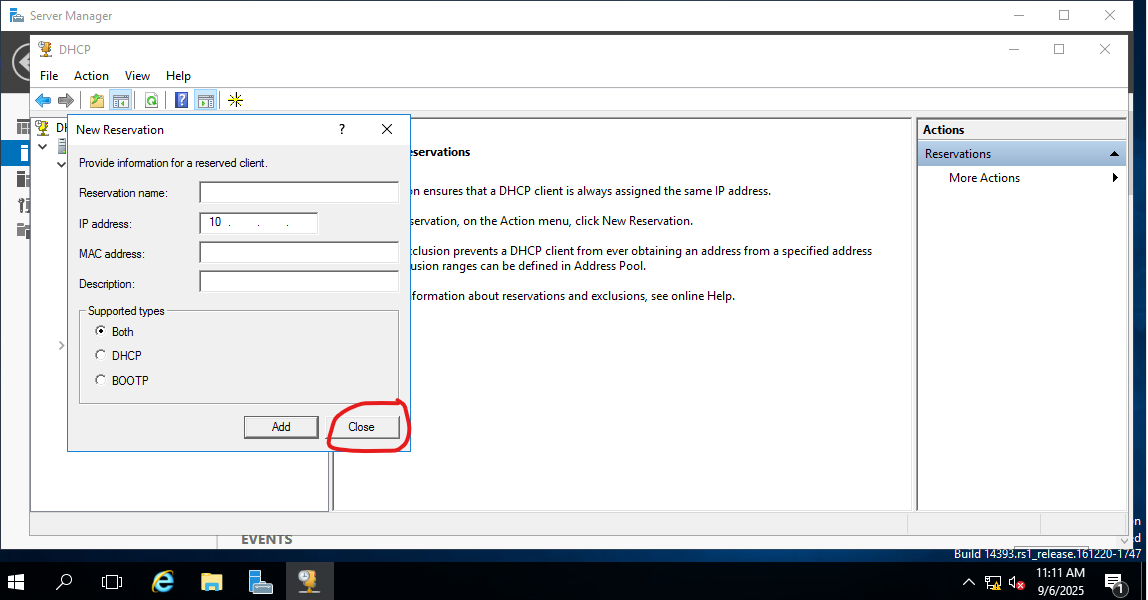 Server Manager
DHCP
File Action View Help
New Reservation ?
Provide information for a reserved client.
Reservation name:
IP address: 10 . . .
MAC address:
Description:
Supported types
Both
DHCP
BOOTP
Add Close
eservations
on ensures that a DHCP client is always assigned the same IP address.
servation, on the Action menu, click New Reservation.
clusion prevents a DHCP client from ever obtaining an address from a specified address
usion ranges can be defined in Address Pool.
formation about reservations and exclusions, see online Help.
Actions
Reservations
More Actions
EVENTS
Build 14393.rs1_release.161220-1747
11:11 AM
9/6/2025
1